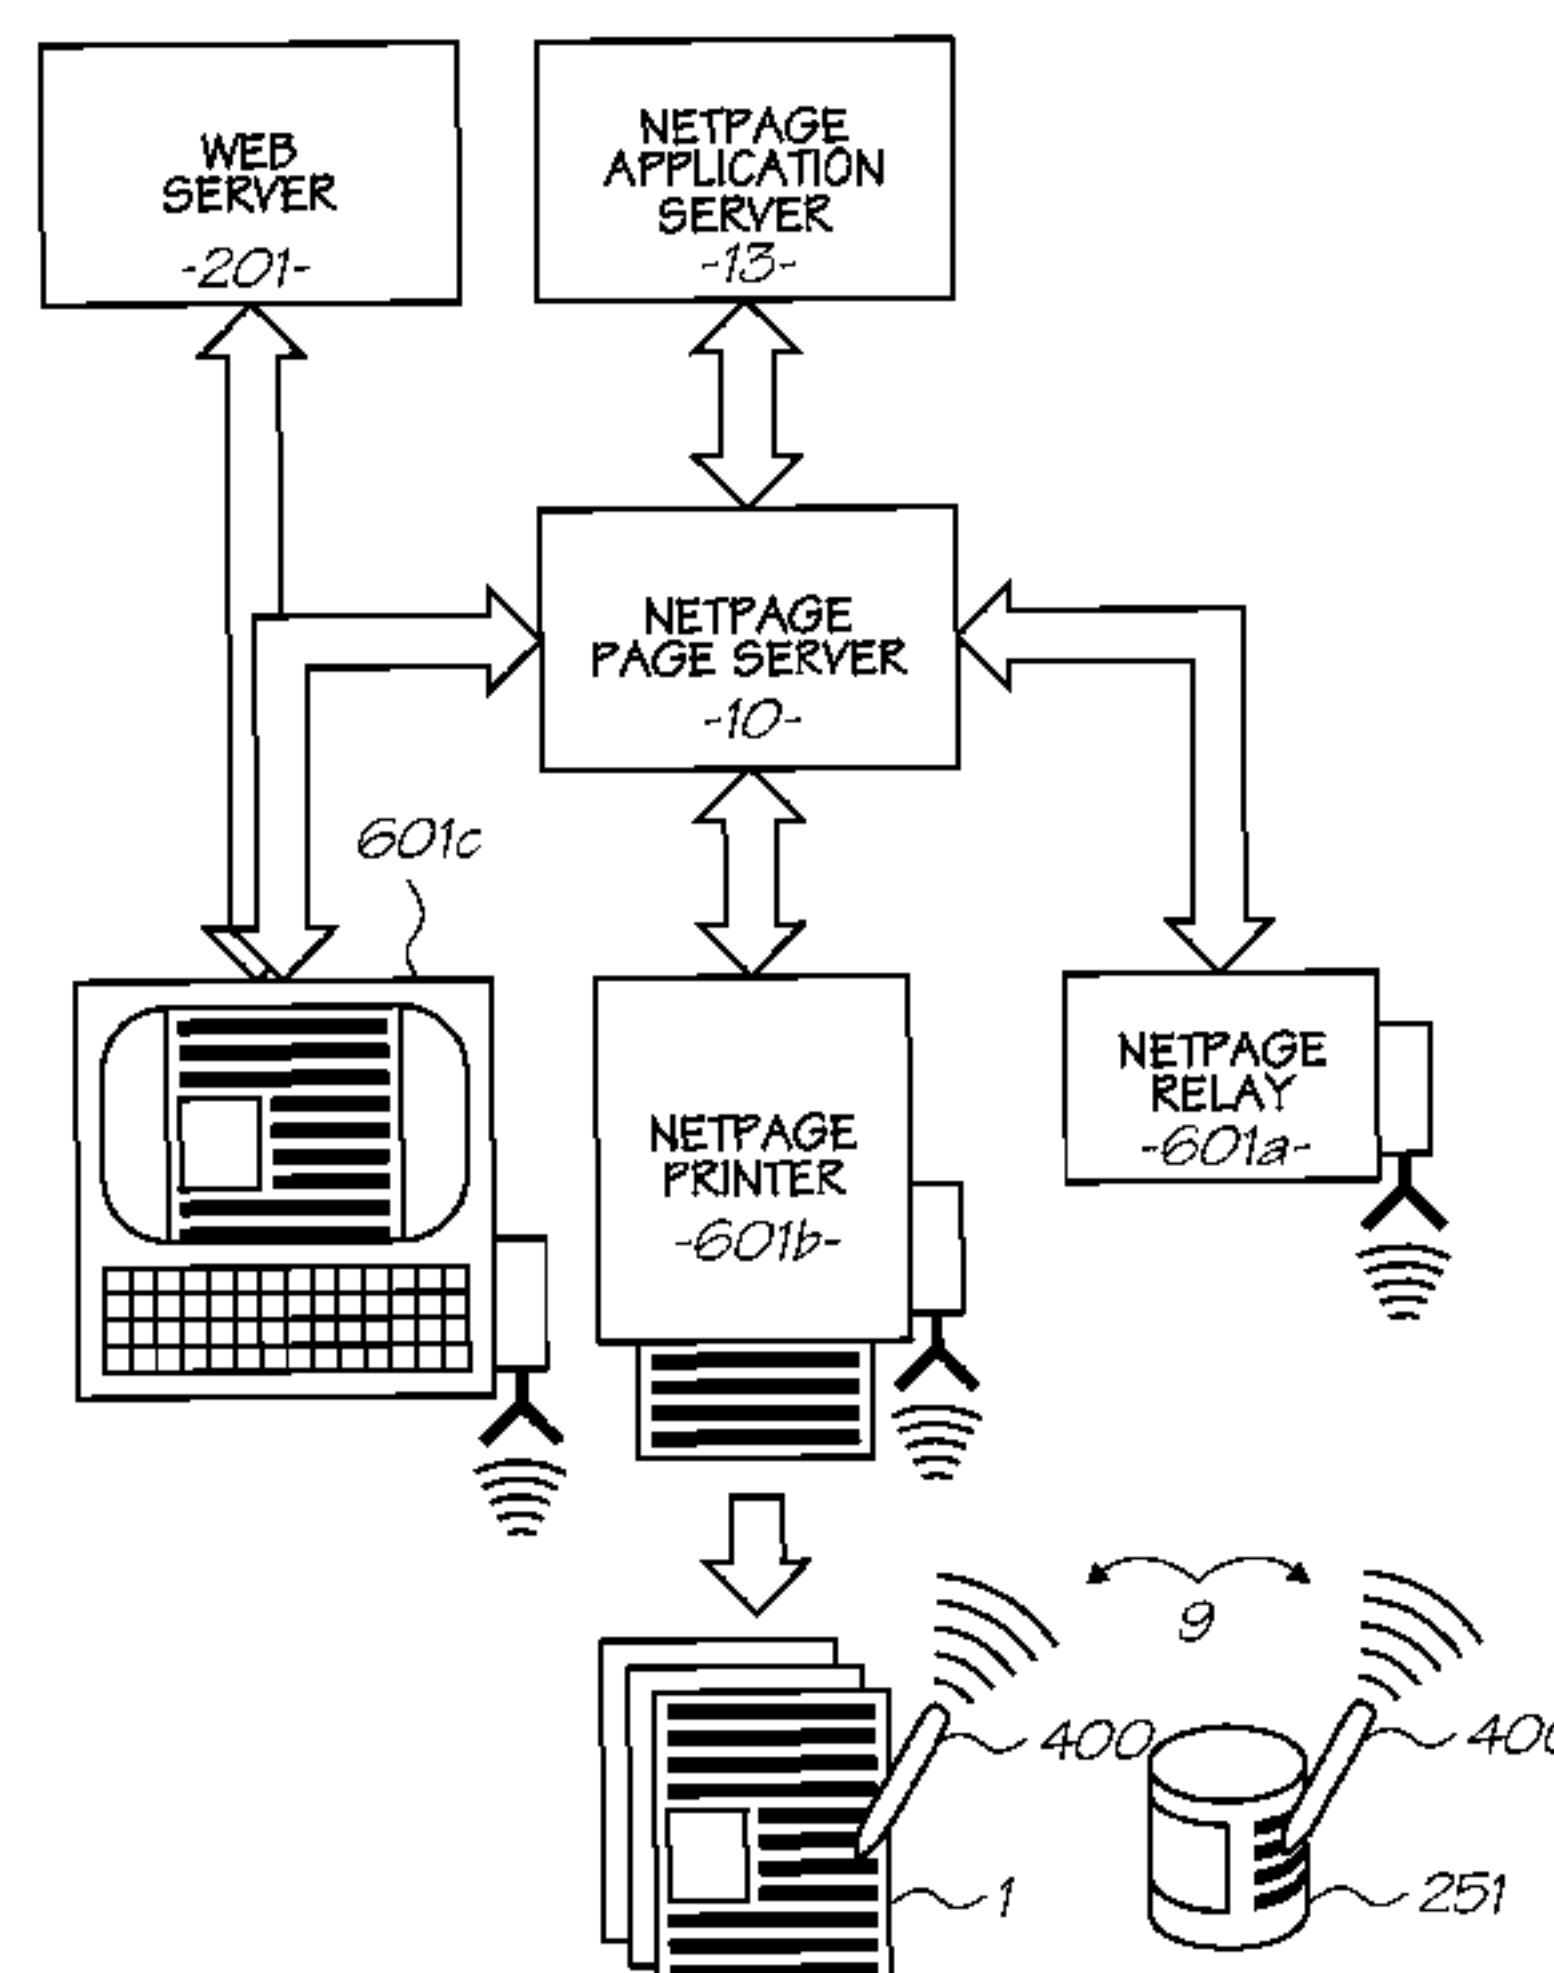 WEB
SERVER
-201-
NETPAGE
APPLICATION
SERVER
-13-
NETPAGE
PAGE SERVER
-10-
601c
NETPAGE
PRINTER
-601b-
NETPAGE
RELAY
-601a-
9
400
400
1
251